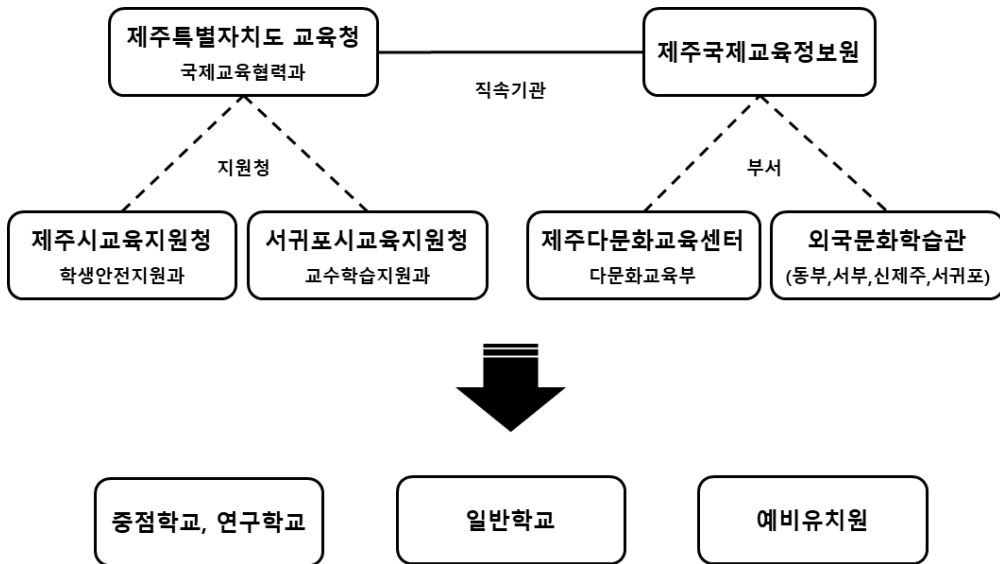 제주특별자치도 교육청
국제교육협력과
제주국제교육정보원
직속기관
지원청
부서
제주시교육지원청
학생안전지원과
서귀포시교육지원청
교수학습지원과
제주다문화교육센터
다문화교육부
외국문화학습관
(동부,서부,신제주,서귀포)
중점학교, 연구학교
일반학교
예비유치원